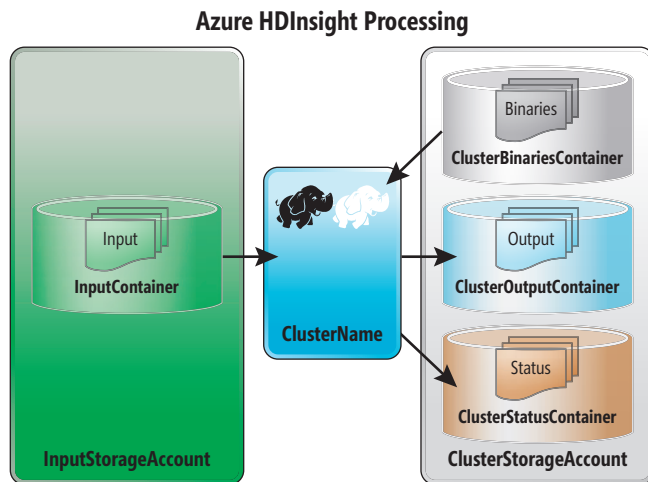 Azure HDInsight Processing
Input
InputContainer
InputStorageAccount
ClusterName
Binaries
ClusterBinariesContainer
Output
ClusterOutputContainer
Status
ClusterStatusContainer
ClusterStorageAccount